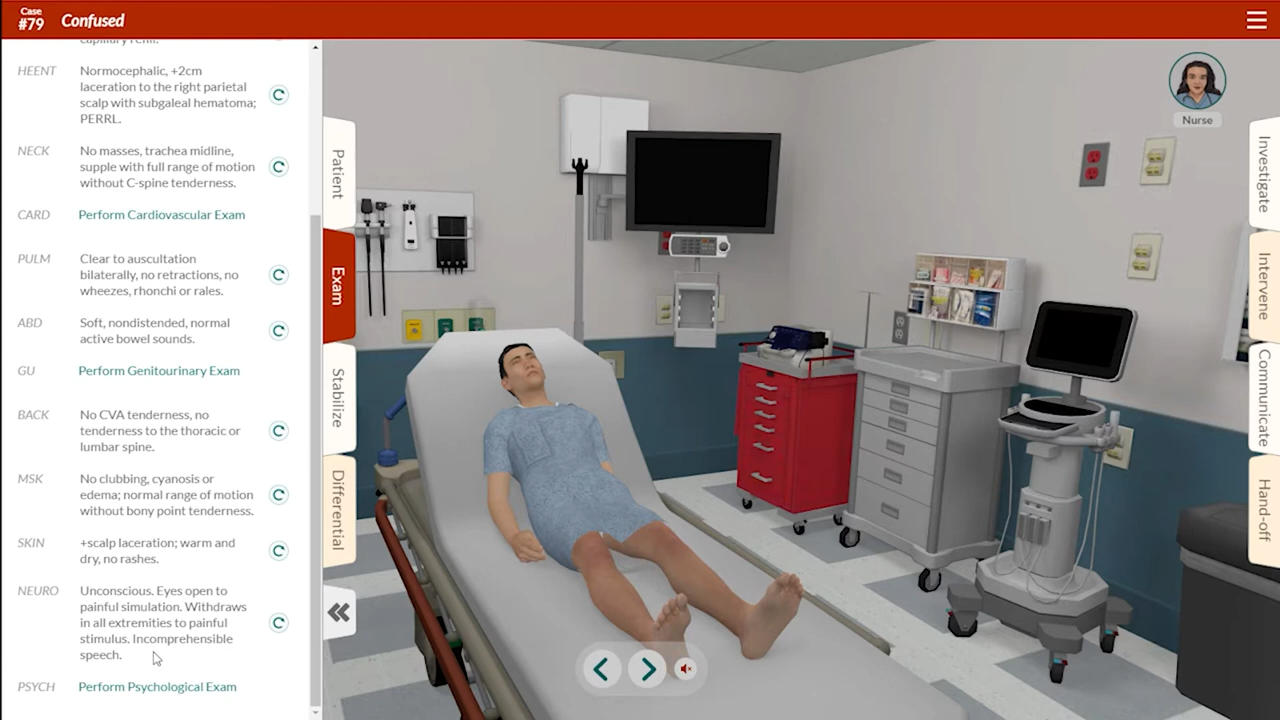 Case
#79
Confused
capillary refill.
HEENT
Normocephalic, +2cm
laceration to the right parietal
scalp with subgaleal hematoma;
PERRL.
NECK
No masses, trachea midline,
supple with full range of motion
without C-spine tenderness.
CARD
Perform Cardiovascular Exam
PULM
Clear to auscultation
bilaterally, no retractions, no
wheezes, rhonchi or rales.
ABD
Soft, nondistended, normal
active bowel sounds.
GU
Perform Genitourinary Exam
BACK
No CVA tenderness, no
tenderness to the thoracic or
lumbar spine.
MSK
No clubbing, cyanosis or
edema; normal range of motion
without bony point tenderness.
SKIN
+scalp laceration; warm and
dry, no rashes.
NEURO
Unconscious. Eyes open to
painful simulation. Withdraws
in all extremities to painful
stimulus. Incomprehensible
speech.
PSYCH
Perform Psychological Exam
Patient
Exam
Stabilize
Differential
Nurse
Investigate
Intervene
Communicate
Hand-off